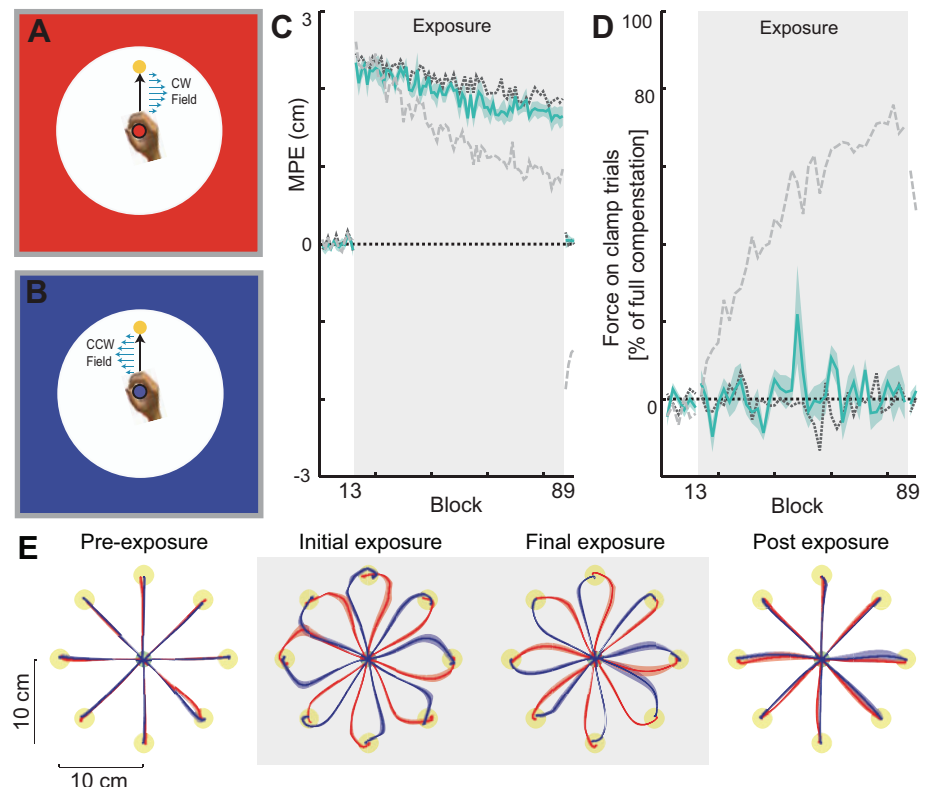 A
CW
Field
B
CCW
Field
C
3
Exposure
MPE (cm)
0
-3
13
89
Block
D
100
Exposure
80
Force on clamp trials
[% of full compenstation]
0
13
89
Block
E
Pre-exposure
Initial exposure
Final exposure
Post exposure
10 cm
10 cm